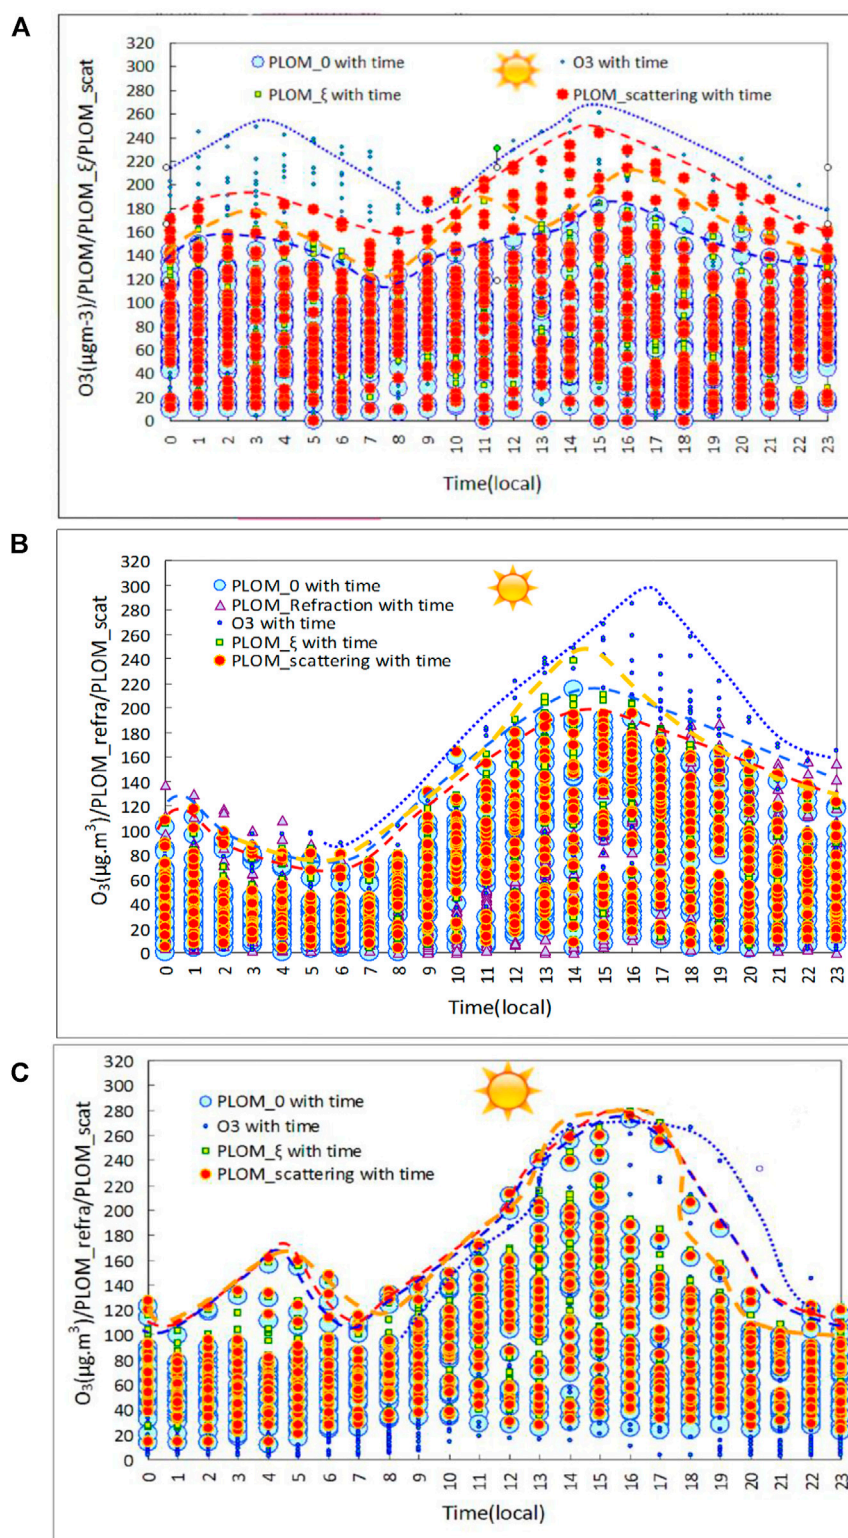 A
O3(µgm-3)/PLOM/PLOM_ξ/PLOM_scat
320
300
280
260
240
220
200
180
160
140
120
100
80
60
40
20
0
PLOM_0 with time
O3 with time
PLOM_ξ with time
PLOM_scattering with time
0 1 2 3 4 5 6 7 8 9 10 11 12 13 14 15 16 17 18 19 20 21 22 23
Time(local)
B
O3(µg.m³)/PLOM_refra/PLOM_scat
320
300
280
260
240
220
200
180
160
140
120
100
80
60
40
20
0
PLOM_0 with time
PLOM_Refraction with time
O3 with time
PLOM_ξ with time
PLOM_scattering with time
0 1 2 3 4 5 6 7 8 9 10 11 12 13 14 15 16 17 18 19 20 21 22 23
Time(local)
C
O3(µg.m³)/PLOM_refra/PLOM_scat
320
300
280
260
240
220
200
180
160
140
120
100
80
60
40
20
0
PLOM_0 with time
O3 with time
PLOM_ξ with time
PLOM_scattering with time
0 1 2 3 4 5 6 7 8 9 10 11 12 13 14 15 16 17 18 19 20 21 22 23
Time(local)